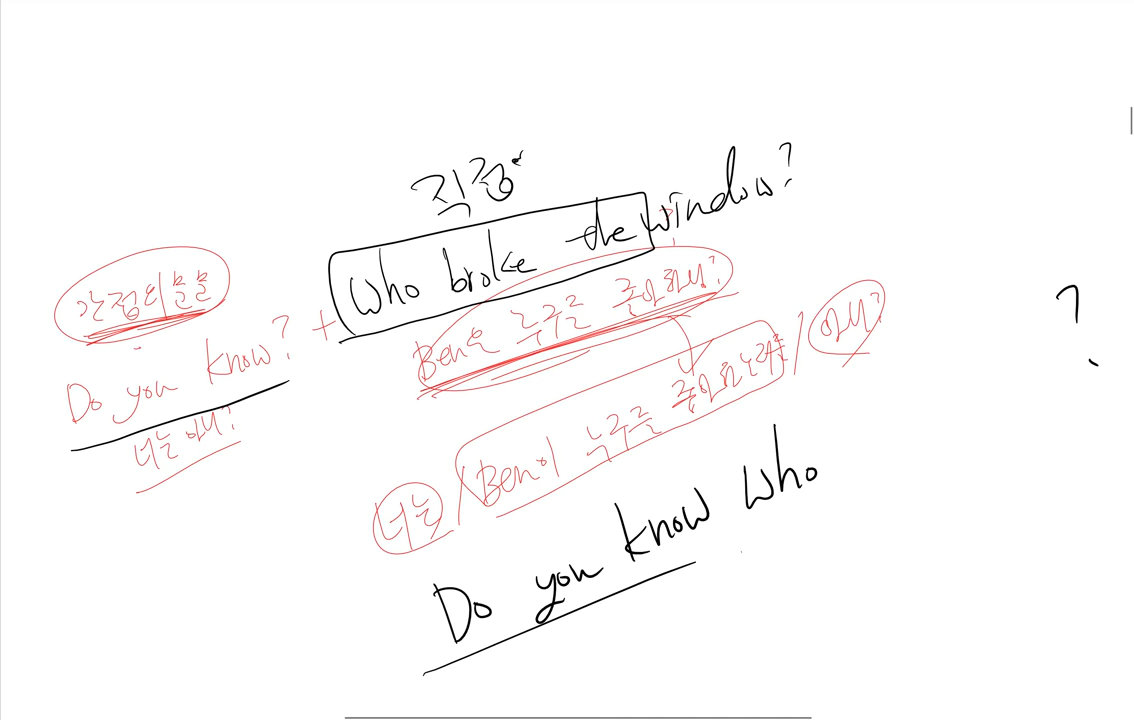 직접
Who broke the window?
간접의문문
Do you know? +
너는 아니?
Ben은 누구를 좋아하니?
너는 / Ben이 누구를 좋아하는 / 아니?
Do you know who
?